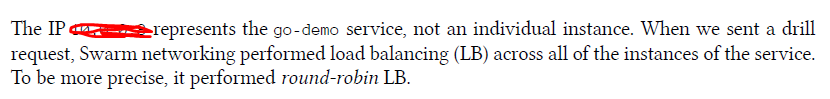 The IP represents the go-demo service, not an individual instance. When we sent a drill
request, Swarm networking performed load balancing (LB) across all of the instances of the service.
To be more precise, it performed round-robin LB.